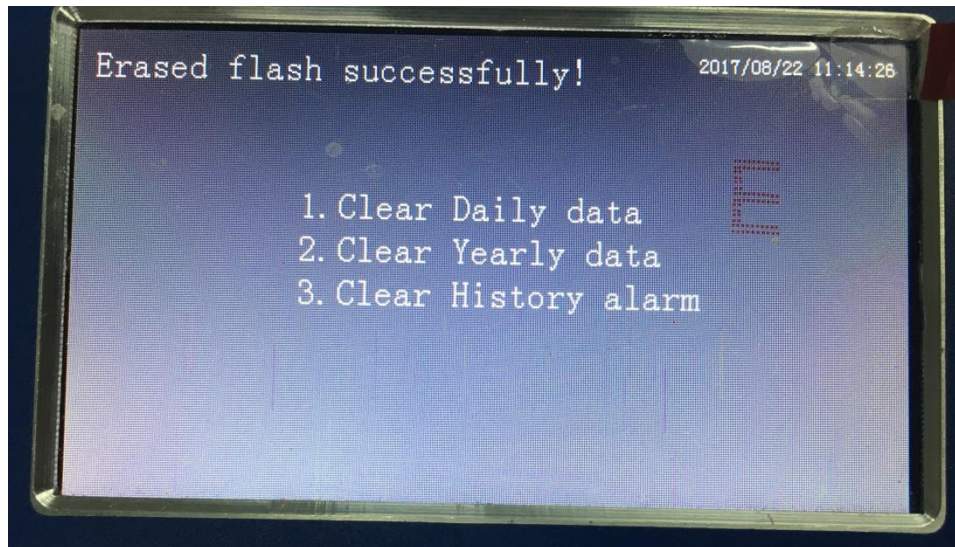 Erased flash successfully!
2017/08/22 11:14:26
1. Clear Daily data
2. Clear Yearly data
3. Clear History alarm
E